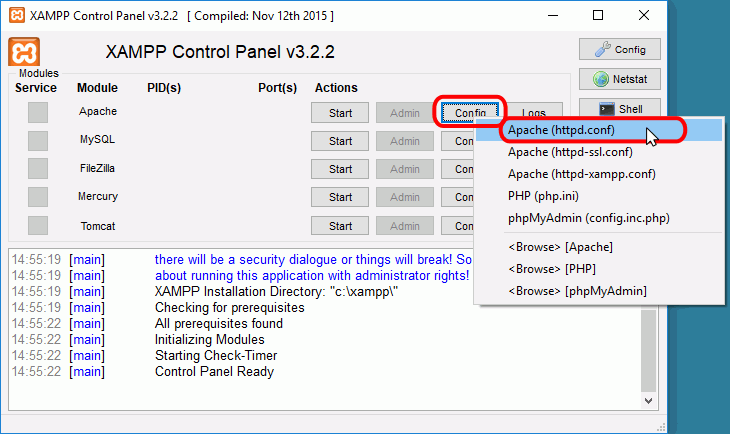 XAMPP Control Panel v3.2.2 [ Compiled: Nov 12th 2015 ]
XAMPP Control Panel v3.2.2
Config
Modules
Service Module PID(s) Port(s) Actions
Netstat
Apache Start Admin Config Logs
Shell
MySQL Start Admin
FileZilla Start Admin
Mercury Start Admin
Tomcat Start Admin
Apache (httpd.conf)
Apache (httpd-ssl.conf)
Apache (httpd-xampp.conf)
PHP (php.ini)
phpMyAdmin (config.inc.php)
<Browse> [Apache]
<Browse> [PHP]
<Browse> [phpMyAdmin]
14:55:19 [main] there will be a security dialogue or things will break! So
14:55:19 [main] about running this application with administrator rights!
14:55:19 [main] XAMPP Installation Directory: "c:\xampp\"
14:55:19 [main] Checking for prerequisites
14:55:22 [main] All prerequisites found
14:55:22 [main] Initializing Modules
14:55:22 [main] Starting Check-Timer
14:55:22 [main] Control Panel Ready